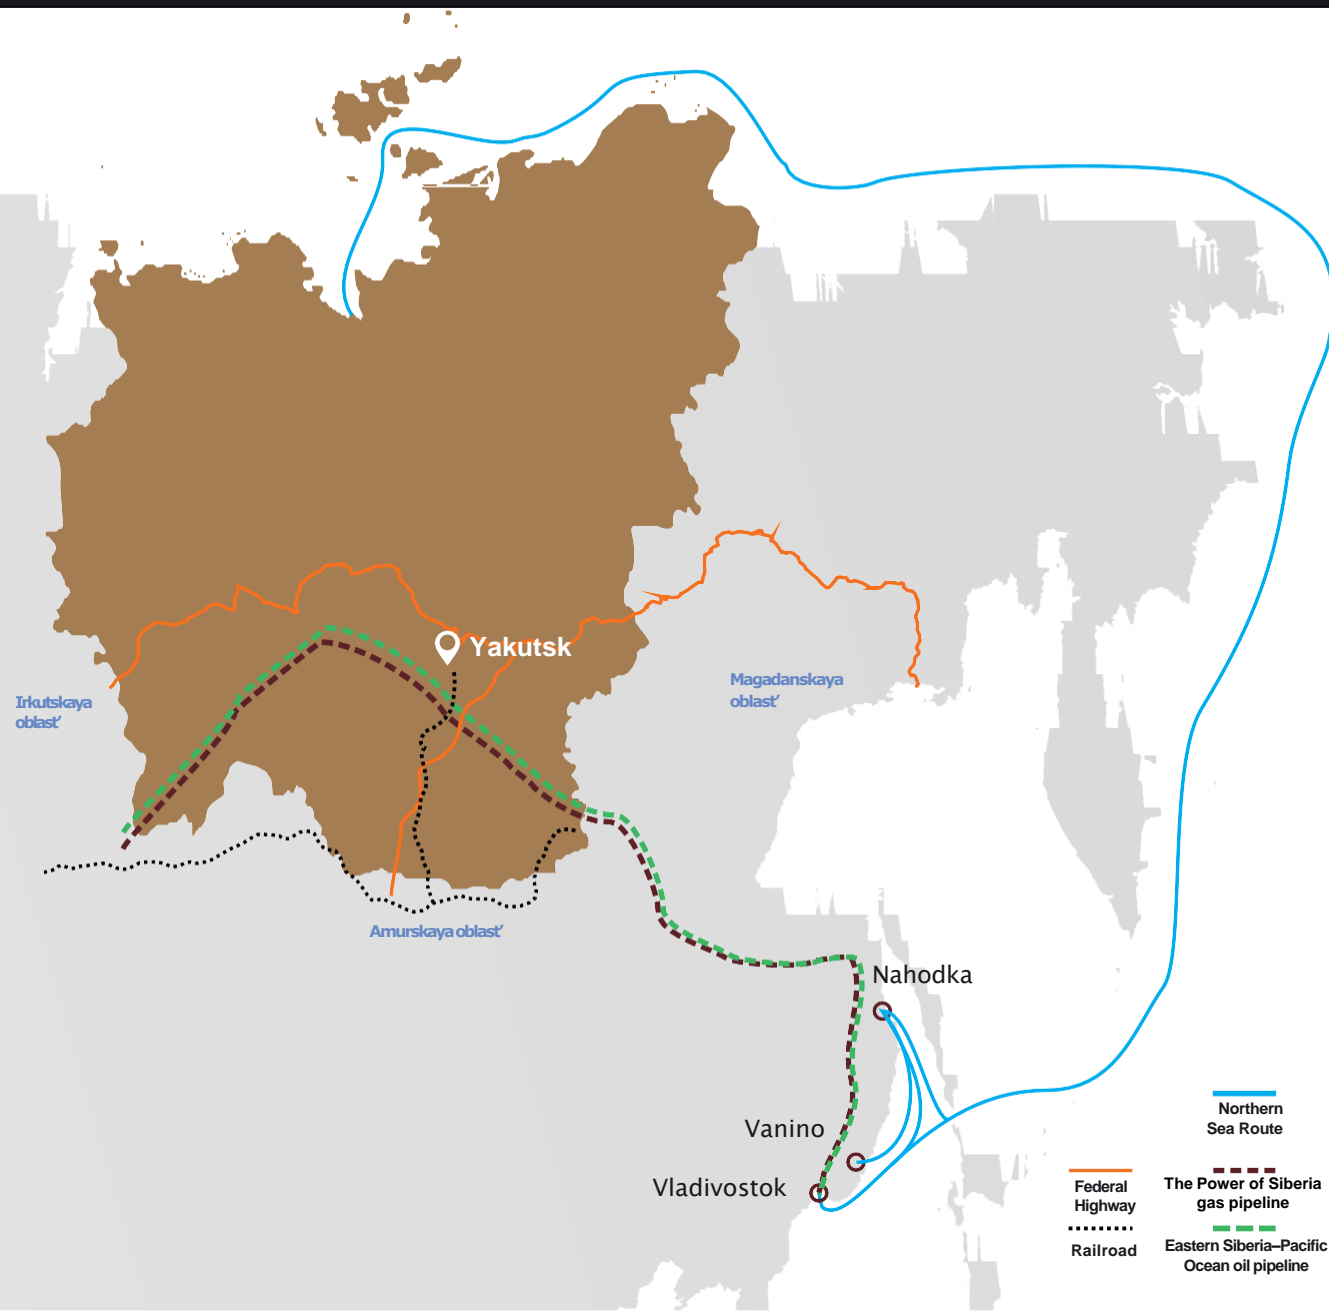 Yakutsk
Irkutskaya
oblast’
Magadanskaya
oblast’
Amurskaya oblast’
Nahodka
Vanino
Vladivostok
Northern
Sea Route
Federal
Highway
The Power of Siberia
gas pipeline
Railroad
Eastern Siberia–Pacific
Ocean oil pipeline